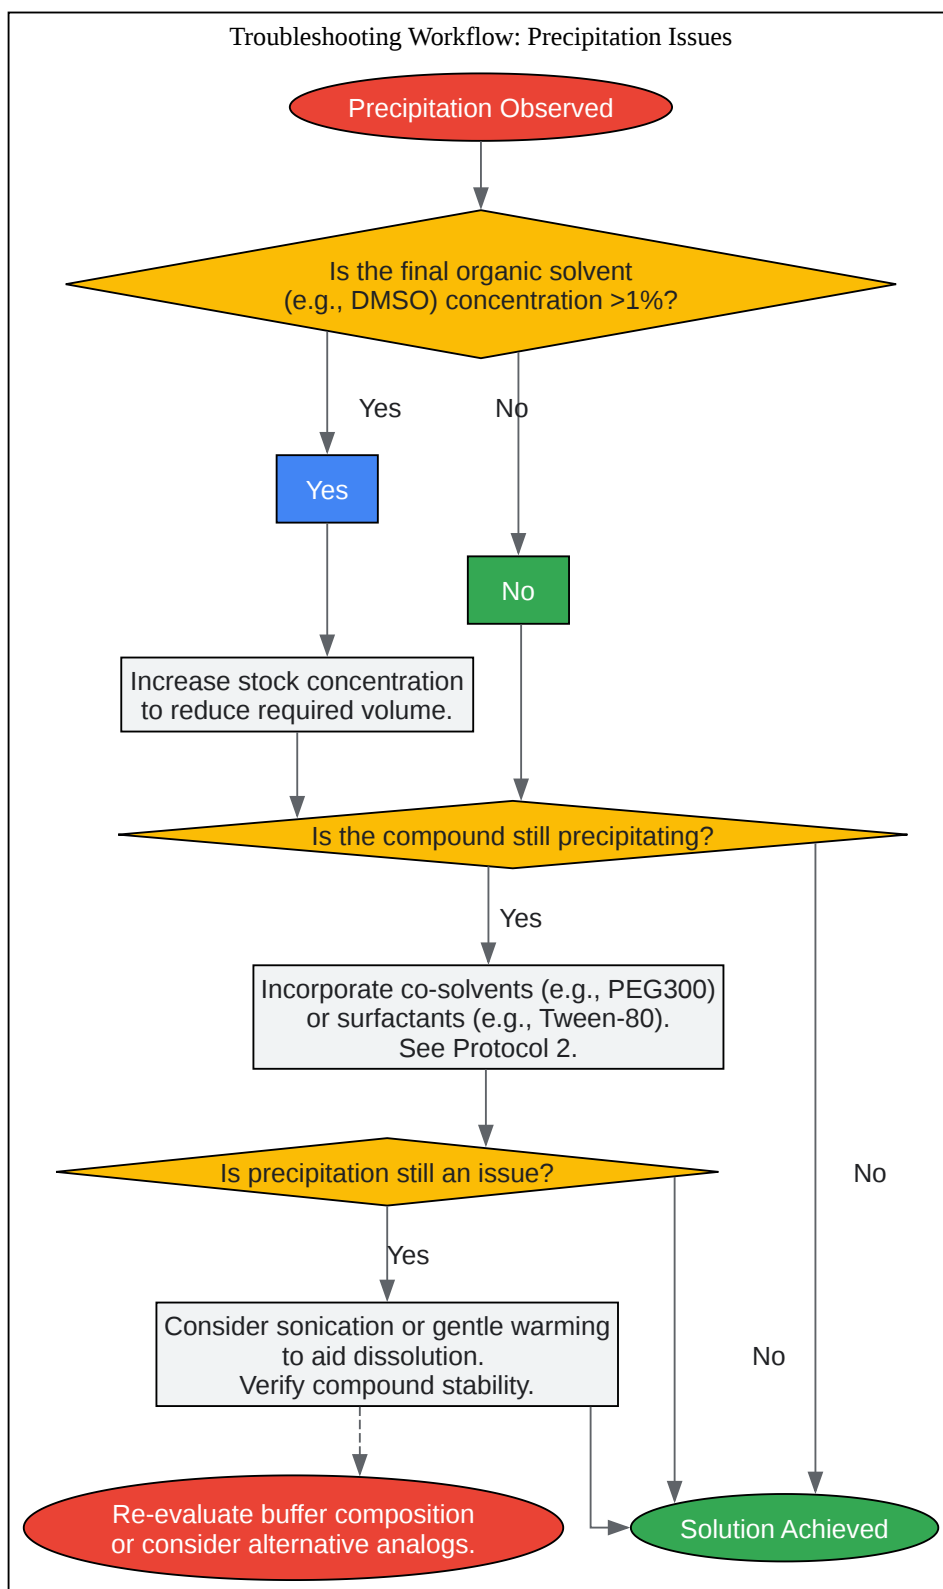 Troubleshooting Workflow: Precipitation Issues
Precipitation Observed
Is the final organic solvent
(e.g., DMSO) concentration >1%?
Yes
No
Yes
No
Increase stock concentration
to reduce required volume.
Is the compound still precipitating?
Yes
Incorporate co-solvents (e.g., PEG300)
or surfactants (e.g., Tween-80).
See Protocol 2.
Is precipitation still an issue?
No
Yes
Consider sonication or gentle warming
to aid dissolution.
Verify compound stability.
No
Re-evaluate buffer composition
or consider alternative analogs.
Solution Achieved